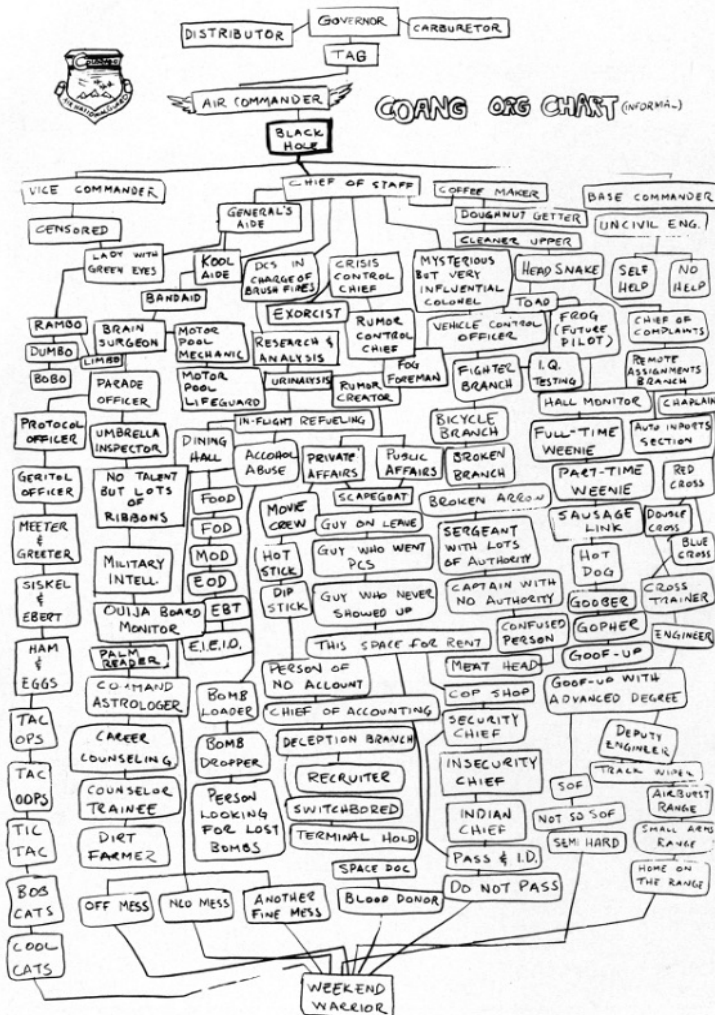 GOVERNOR
DISTRIBUTOR
CARBURETOR
TAG
COLORADO
AIR NATIONAL GUARD
AIR COMMANDER
COANG ORG CHART (INFORMAL)
BLACK
HOLE
VICE COMMANDER
CHIEF OF STAFF
COFFEE MAKER
BASE COMMANDER
GENERAL'S
AIDE
DOUGHNUT GETTER
UNCIVIL ENG.
CENSORED
CLEANER UPPER
LADY WITH
GREEN EYES
KOOL
AIDE
DCS IN
CHARGE OF
BRUSH FIRES
CRISIS
CONTROL
CHIEF
MYSTERIOUS
BUT VERY
INFLUENTIAL
COLONEL
HEAD SNAKE
SELF
HELP
NO
HELP
BANDAID
TOAD
EXORCIST
RAMBO
BRAIN
SURGEON
MOTOR
POOL
MECHANIC
RESEARCH &
ANALYSIS
RUMOR
CONTROL
CHIEF
VEHICLE CONTROL
OFFICER
FROG
(FUTURE
PILOT)
CHIEF OF
COMPLAINTS
DUMBO
LIMBO
BOBO
FOG
FOREMAN
FIGHTER
BRANCH
I.Q.
TESTING
REMOTE
ASSIGNMENTS
BRANCH
PARADE
OFFICER
MOTOR
POOL
LIFEGUARD
URINALYSIS
RUMOR
CREATOR
HALL MONITOR
CHAPLAIN
PROTOCOL
OFFICER
IN-FLIGHT REFUELING
BICYCLE
BRANCH
FULL-TIME
WEENIE
AUTO INPORTS
SECTION
UMBRELLA
INSPECTOR
DINING
HALL
ACCOHOL
ABUSE
PRIVATE
AFFAIRS
PUBLIC
AFFAIRS
BROKEN
BRANCH
GERITOL
OFFICER
NO TALENT
BUT LOTS
OF
RIBBONS
PART-TIME
WEENIE
RED
CROSS
FOOD
MOVIE
CREW
SCAPEGOAT
BROKEN ARROW
MEETER
&
GREETER
FOD
GUY ON LEAVE
SERGEANT
WITH LOTS
OF AUTHORITY
SAUSAGE
LINK
DOUBLE
CROSS
MOD
HOT
STICK
GUY WHO WENT
PCS
HOT
DOG
BLUE
CROSS
MILITARY
INTELL.
EOD
DIP
STICK
CAPTAIN WITH
NO AUTHORITY
SISKEL
&
EBERT
GUY WHO NEVER
SHOWED UP
GOOBER
CROSS
TRAINER
OUIJA BOARD
MONITOR
EBT
CONFUSED
PERSON
GOPHER
ENGINEER
E.I.E.I.O.
THIS SPACE FOR RENT
GOOF-UP
HAM
&
EGGS
PALM
READER
PERSON OF
NO ACCOUNT
MEAT HEAD
GOOF-UP WITH
ADVANCED DEGREE
COMMAND
ASTROLOGER
BOMB
LOADER
COP SHOP
CHIEF OF ACCOUNTING
TAC
OPS
SECURITY
CHIEF
CAREER
COUNSELING
BOMB
DROPPER
DECEPTION BRANCH
DEPUTY
ENGINEER
TAC
OOPS
INSECURITY
CHIEF
TRACK WIPER
COUNSELOR
TRAINEE
PERSON
LOOKING
FOR LOST
BOMBS
RECRUITER
SOF
AIRBURST
RANGE
TIC
TAC
SWITCHBORED
INDIAN
CHIEF
NOT SO SOF
SMALL ARMS
RANGE
DIRT
FARMER
TERMINAL HOLD
SEMI HARD
PASS & I.D.
SPACE DOC
HOME ON
THE RANGE
BOB
CATS
OFF MESS
NCO MESS
ANOTHER
FINE MESS
BLOOD DONOR
DO NOT PASS
COOL
CATS
WEEKEND
WARRIOR